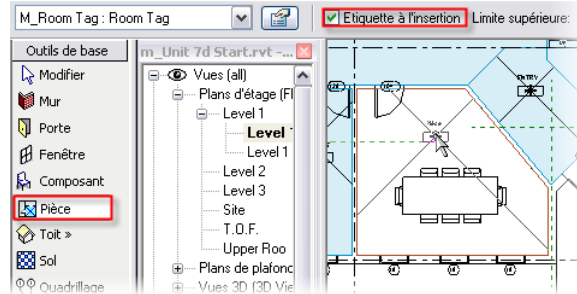 M_Room Tag : Room Tag
Etiquette à l'insertion
Limite supérieure:
Outils de base
Modifier
Mur
Porte
Fenêtre
Composant
Pièce
Toit »
Sol
Quadrillage
m_Unit 7d Start.rvt -...
Vues (all)
Plans d'étage (Fl
Level 1
Level
Level 1
Level 2
Level 3
Site
T.O.F.
Upper Roo
Plans de plafond
Vues 3D (3D Vie
Pièce
ENTRY